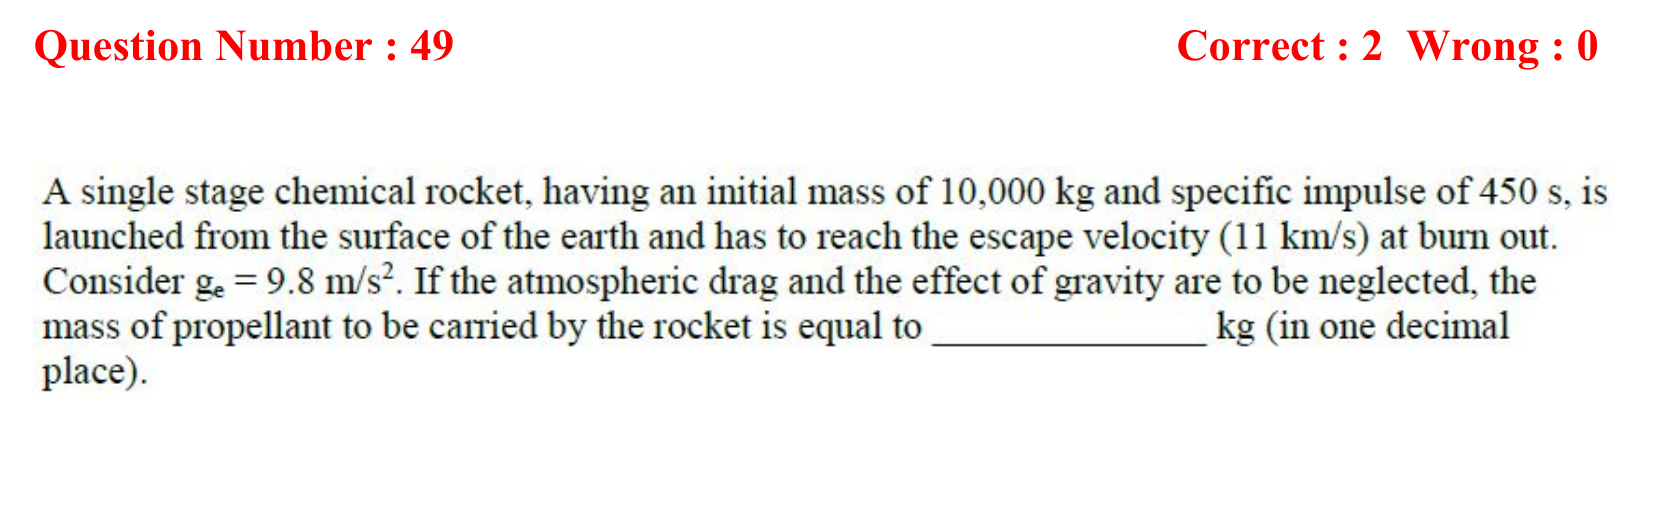 Question Number : 49 Correct : 2 Wrong : 0
A single stage chemical rocket, having an initial mass of 10,000 kg and specific impulse of 450 s, is
launched from the surface of the earth and has to reach the escape velocity (11 km/s) at burn out.
Consider gₑ = 9.8 m/s². If the atmospheric drag and the effect of gravity are to be neglected, the
mass of propellant to be carried by the rocket is equal to ______________ kg (in one decimal
place).